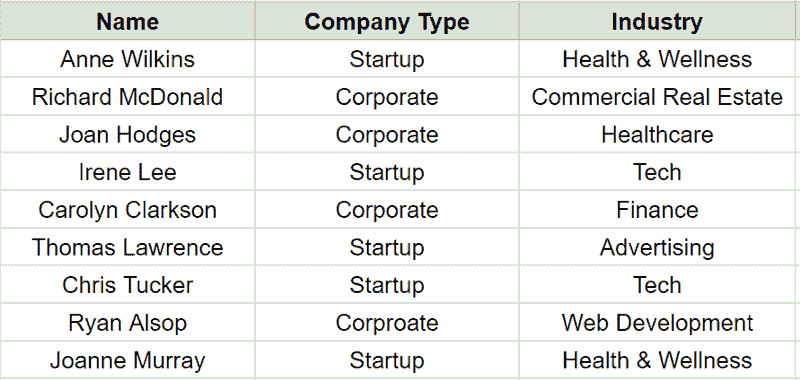 Name Company Type Industry
Anne Wilkins Startup Health & Wellness
Richard McDonald Corporate Commercial Real Estate
Joan Hodges Corporate Healthcare
Irene Lee Startup Tech
Carolyn Clarkson Corporate Finance
Thomas Lawrence Startup Advertising
Chris Tucker Startup Tech
Ryan Alsop Corproate Web Development
Joanne Murray Startup Health & Wellness